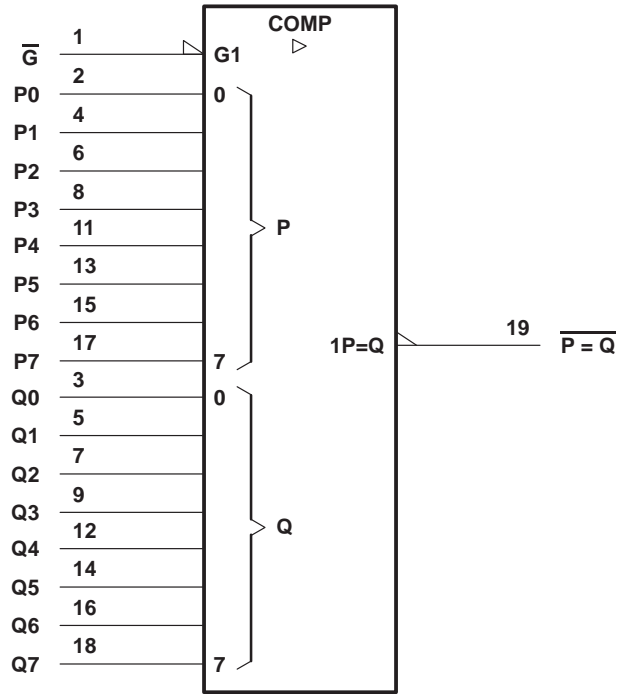 COMP
G̅ 1 G1
P0 2 0
P1 4
P2 6
P3 8
P4 11 P
P5 13
P6 15
P7 17 7
1P=Q 19 P̅ ̅=̅ ̅Q̅
Q0 3 0
Q1 5
Q2 7
Q3 9
Q4 12 Q
Q5 14
Q6 16
Q7 18 7